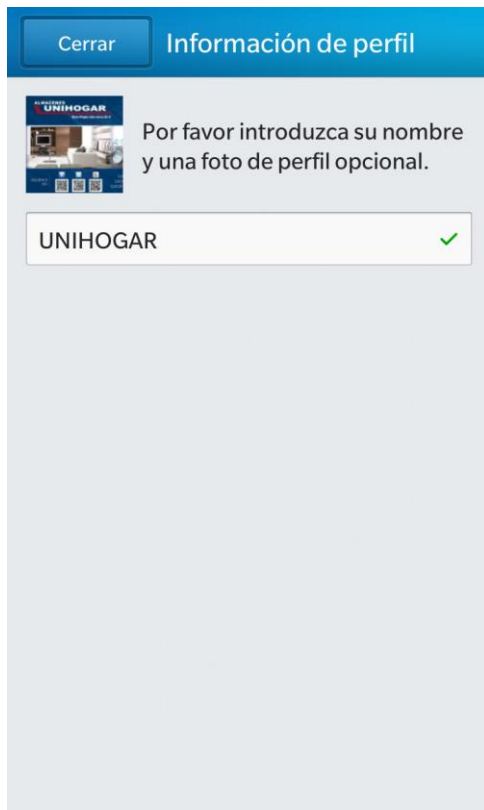 Cerrar
Información de perfil
ALMACENES
UNIHOGAR
Por favor introduzca su nombre
y una foto de perfil opcional.
UNIHOGAR